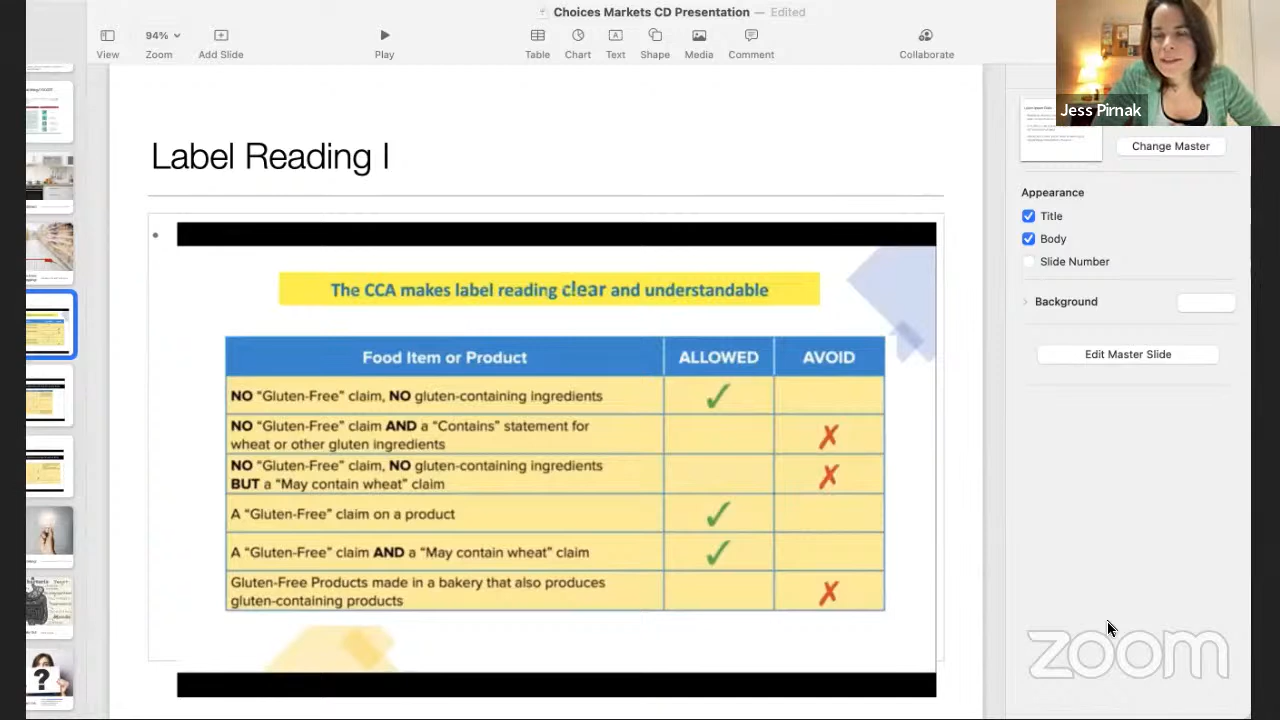 Choices Markets CD Presentation — Edited
View
94%
Zoom
Add Slide
Play
Table
Chart
Text
Shape
Media
Comment
Collaborate
Jess Pirnak
Change Master
Appearance
Title
Body
Slide Number
Background
Edit Master Slide
Label Reading I
The CCA makes label reading clear and understandable
Food Item or Product ALLOWED AVOID
NO “Gluten-Free” claim, NO gluten-containing ingredients ✓
NO “Gluten-Free” claim AND a “Contains” statement for
wheat or other gluten ingredients ✗
NO “Gluten-Free” claim, NO gluten-containing ingredients
BUT a “May contain wheat” claim ✗
A “Gluten-Free” claim on a product ✓
A “Gluten-Free” claim AND a “May contain wheat” claim ✓
Gluten-Free Products made in a bakery that also produces
gluten-containing products ✗
?
zoom